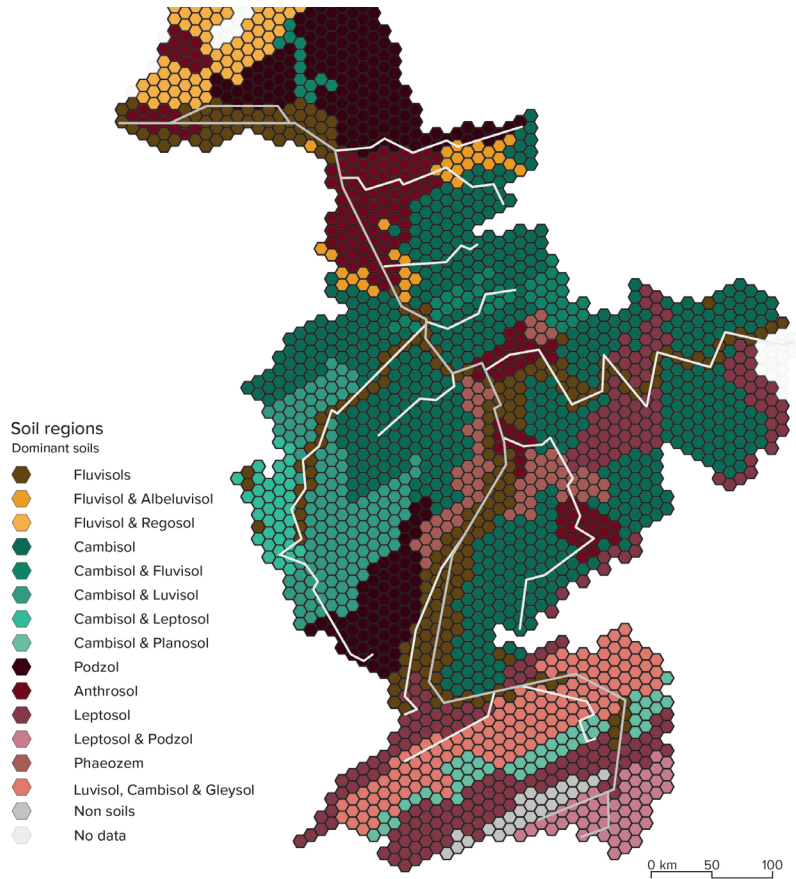 Soil regions
Dominant soils
Fluvisols
Fluvisol & Albeluvisol
Fluvisol & Regosol
Cambisol
Cambisol & Fluvisol
Cambisol & Luvisol
Cambisol & Leptosol
Cambisol & Planosol
Podzol
Anthrosol
Leptosol
Leptosol & Podzol
Phaeozem
Luvisol, Cambisol & Gleysol
Non soils
No data
0 km 50 100